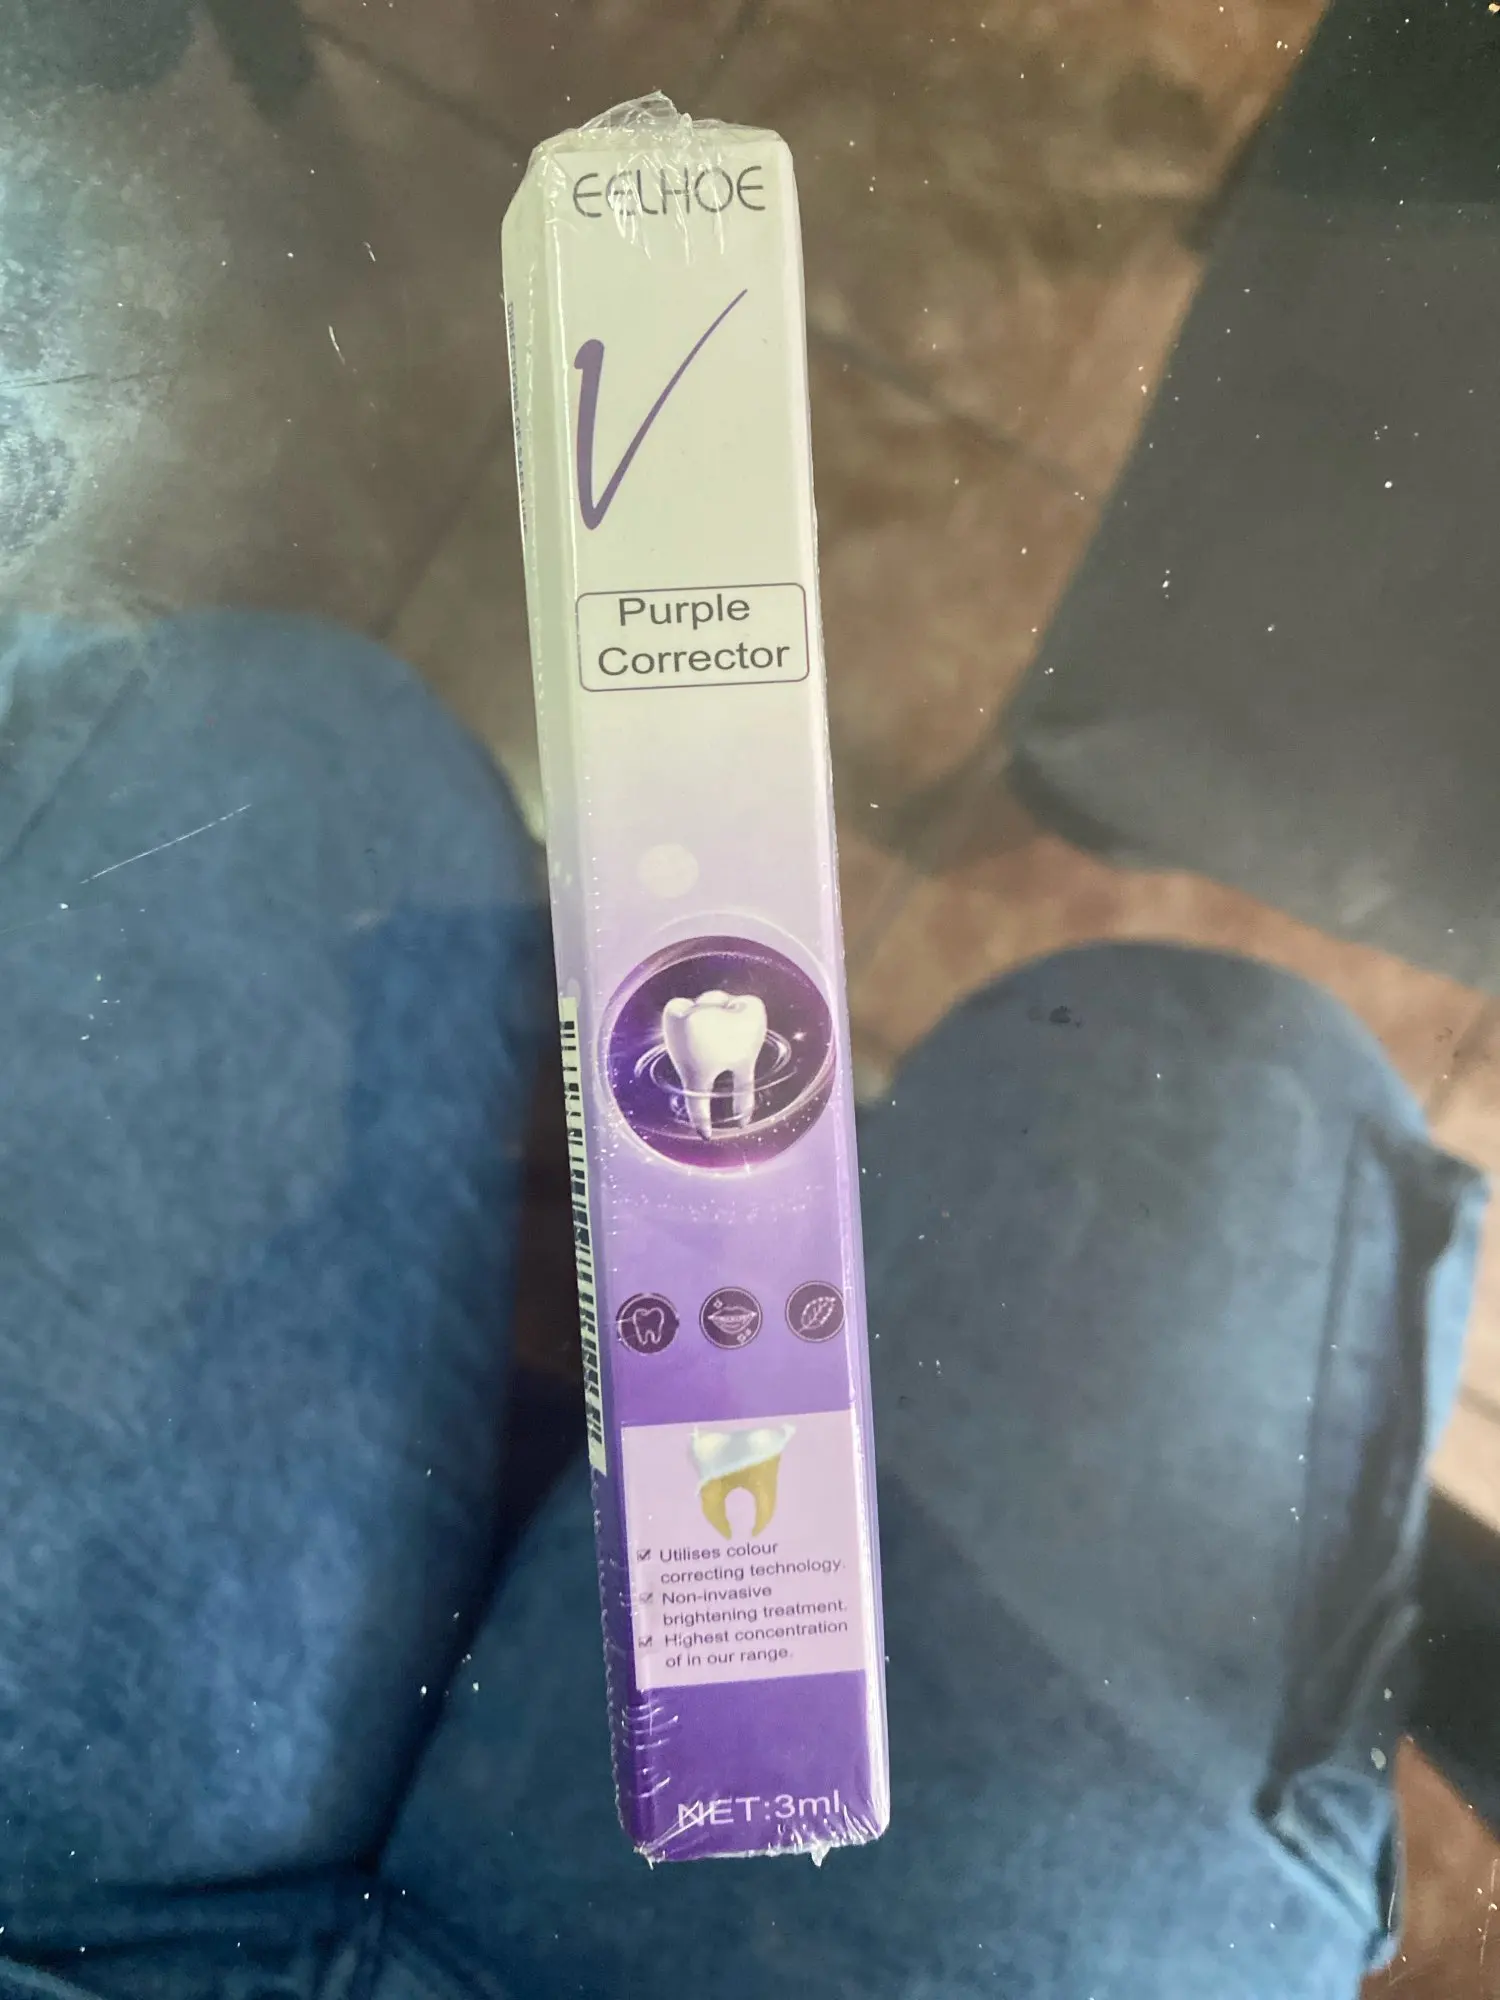 EELHOE
V
Purple
Corrector
Utilises colour
correcting technology.
Non-invasive
brightening treatment.
Highest concentration
of in our range.
NET:3ml